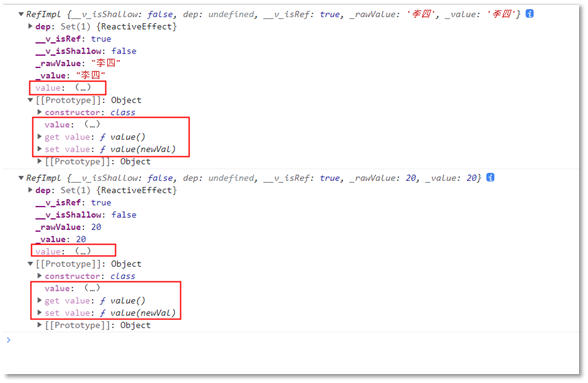 ▼RefImpl {__v_isShallow: false, dep: undefined, __v_isRef: true, _rawValue: '李四', _value: '李四'} i
▶dep: Set(1) {ReactiveEffect}
__v_isRef: true
__v_isShallow: false
_rawValue: "李四"
_value: "李四"
value: (…)
▼[[Prototype]]: Object
▶constructor: class
value: (…)
▶get value: ƒ value()
▶set value: ƒ value(newVal)
▶[[Prototype]]: Object
▼RefImpl {__v_isShallow: false, dep: undefined, __v_isRef: true, _rawValue: 20, _value: 20} i
▶dep: Set(1) {ReactiveEffect}
__v_isRef: true
__v_isShallow: false
_rawValue: 20
_value: 20
value: (…)
▼[[Prototype]]: Object
▶constructor: class
value: (…)
▶get value: ƒ value()
▶set value: ƒ value(newVal)
▶[[Prototype]]: Object
>